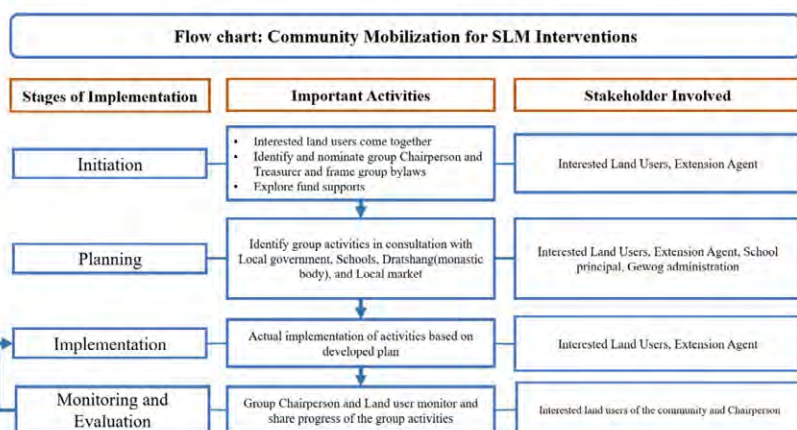 Flow chart: Community Mobilization for SLM Interventions
Stages of Implementation
Important Activities
Stakeholder Involved
Initiation
• Interested land users come together
• Identify and nominate group Chairperson and
Treasurer and frame group bylaws
• Explore fund supports
Interested Land Users, Extension Agent
Planning
Identify group activities in consultation with
Local government, Schools, Dratshang(monastic
body), and Local market
Interested Land Users, Extension Agent, School
principal, Gewog administration
Implementation
Actual implementation of activities based on
developed plan
Interested Land Users, Extension Agent
Monitoring and
Evaluation
Group Chairperson and Land user monitor and
share progress of the group activities
Interested land users of the community and Chairperson